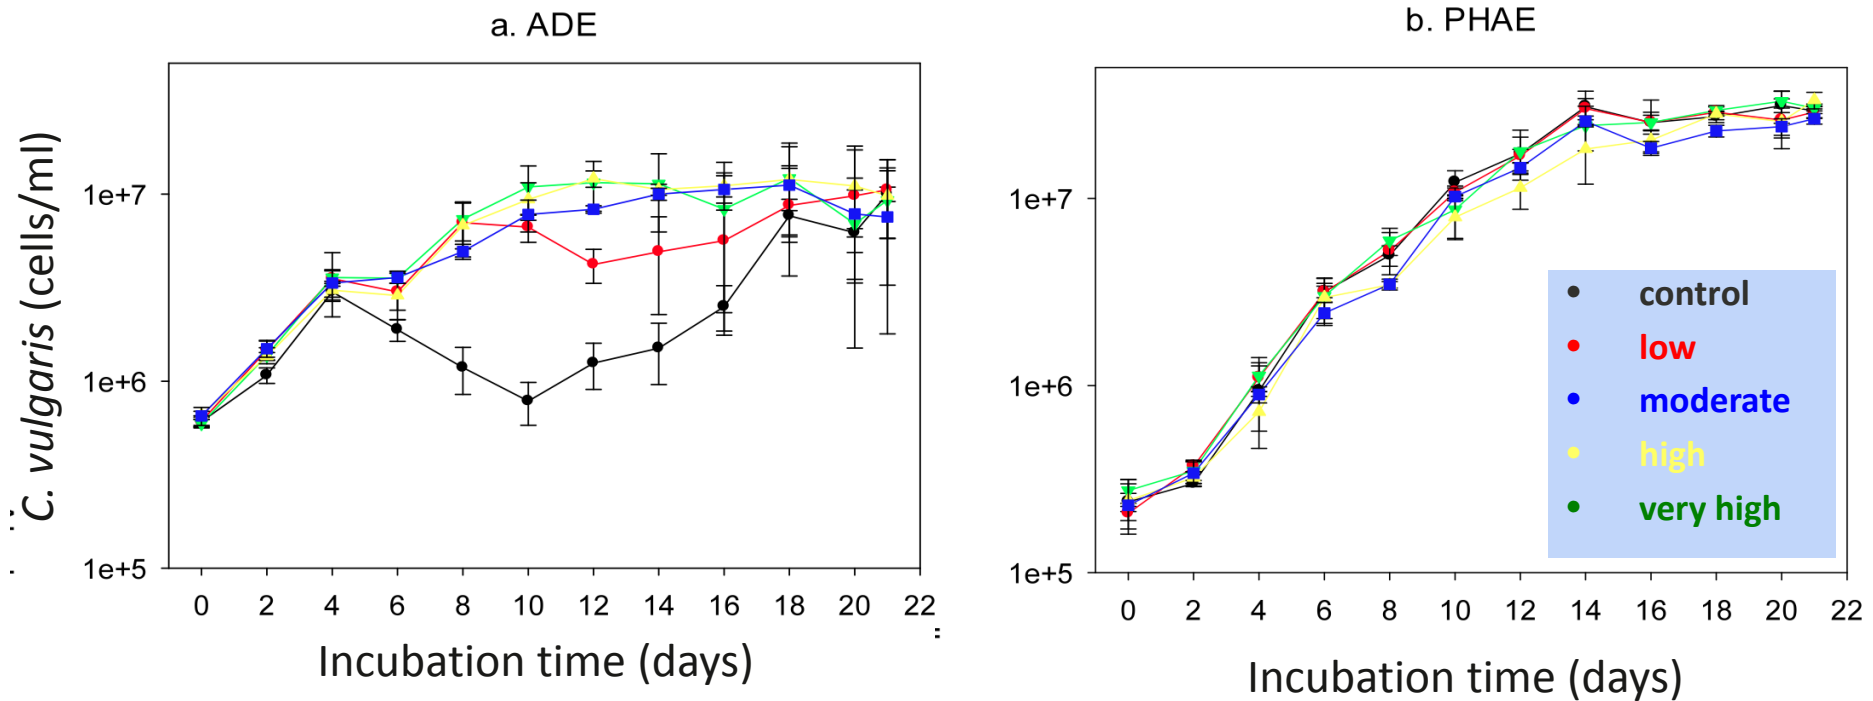 a. ADE
C. vulgaris (cells/ml)
1e+7
1e+6
1e+5
0 2 4 6 8 10 12 14 16 18 20 22
Incubation time (days)
b. PHAE
1e+7
1e+6
1e+5
0 2 4 6 8 10 12 14 16 18 20 22
Incubation time (days)
control
low
moderate
high
very high